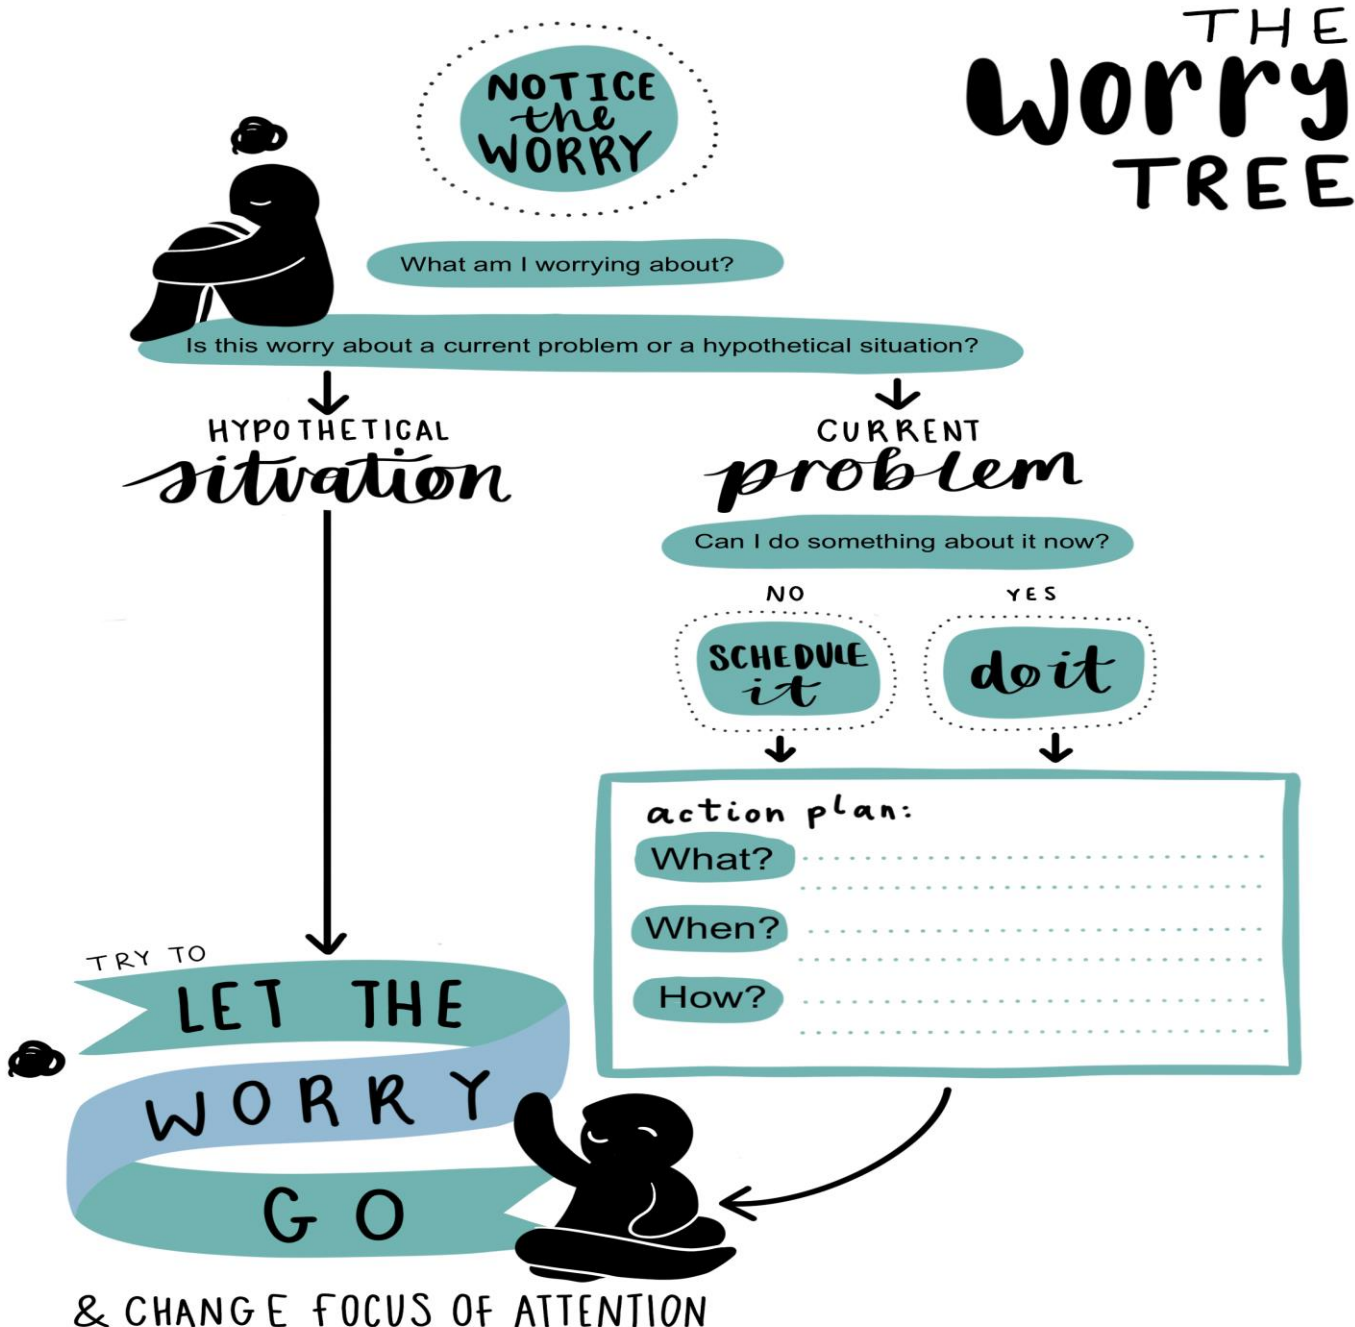 THE
worry
TREE
NOTICE
the
WORRY
What am I worrying about?
Is this worry about a current problem or a hypothetical situation?
HYPOTHETICAL
situation
CURRENT
problem
Can I do something about it now?
NO
SCHEDULE
it
YES
do it
action plan:
What?
When?
How?
TRY TO
LET THE
WORRY
GO
& CHANGE FOCUS OF ATTENTION